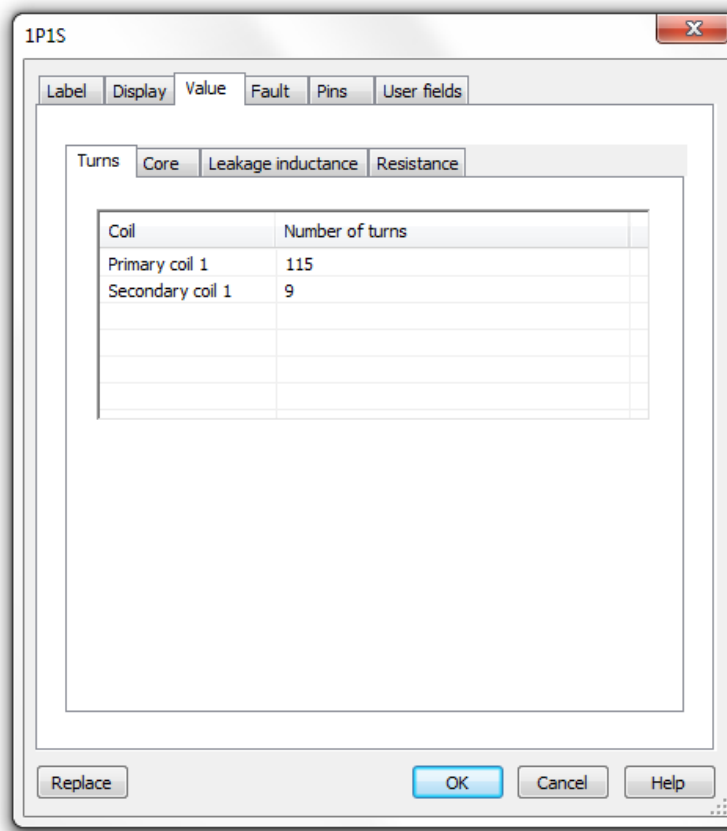 1P1S
Label Display Value Fault Pins User fields
Turns Core Leakage inductance Resistance
Coil Number of turns
Primary coil 1 115
Secondary coil 1 9
Replace OK Cancel Help